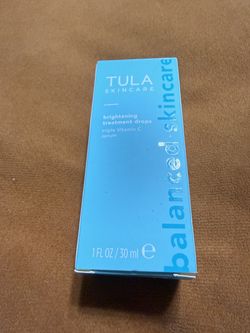 TULA
SKINCARE
brightening
treatment drops
triple Vitamin C
serum
1 FL OZ / 30 ml e
balanced skincare